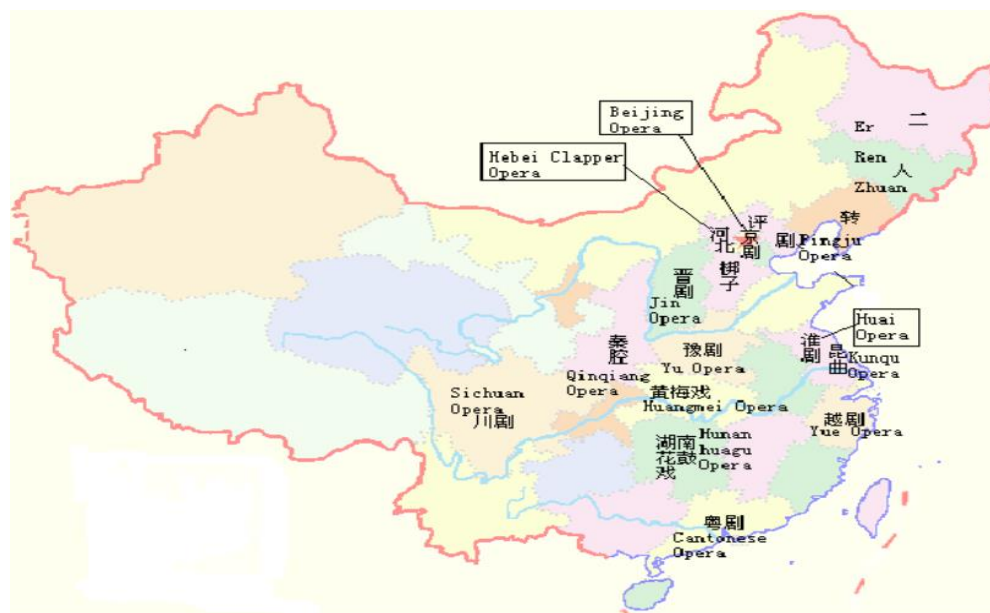 Beijing
Opera
Hebei Clapper
Opera
Er 二
Ren 人
Zhuan 转
评
剧
Pingju
Opera
京
剧
河
北
梆
子
晋
剧
Jin
Opera
Huai
Opera
淮
剧
昆
曲
Kunqu
Opera
秦
腔
Qinqiang
Opera
豫剧
Yu Opera
黄梅戏
Huangmei Opera
Sichuan
Opera
川剧
越剧
Yue Opera
湖南
花鼓
戏
Hunan
huagu
Opera
粤剧
Cantonese
Opera